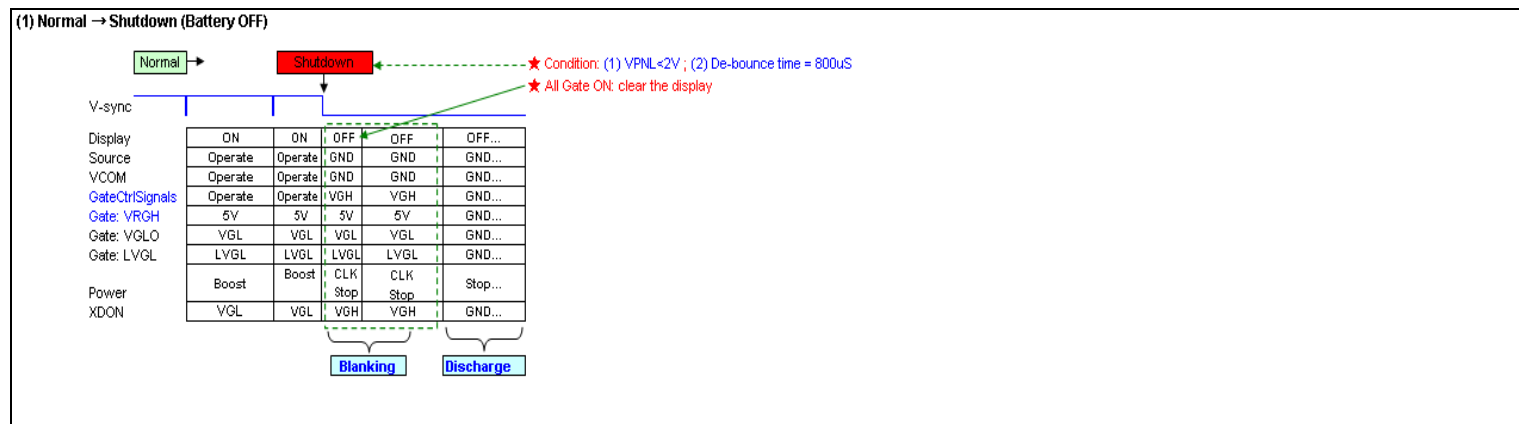 (1) Normal → Shutdown (Battery OFF)
Normal
Shutdown
★ Condition: (1) VPNL<2V ; (2) De-bounce time = 800uS
★ All Gate ON: clear the display
V-sync
Display ON ON OFF OFF OFF...
Source Operate Operate GND GND GND...
VCOM Operate Operate GND GND GND...
GateCtrlSignals Operate Operate VGH VGH GND...
Gate: VRGH 5V 5V 5V 5V GND...
Gate: VGLO VGL VGL VGL VGL GND...
Gate: LVGL LVGL LVGL LVGL LVGL GND...
Power Boost Boost CLK Stop CLK Stop Stop...
XDON VGL VGL VGH VGH GND...
Blanking Discharge